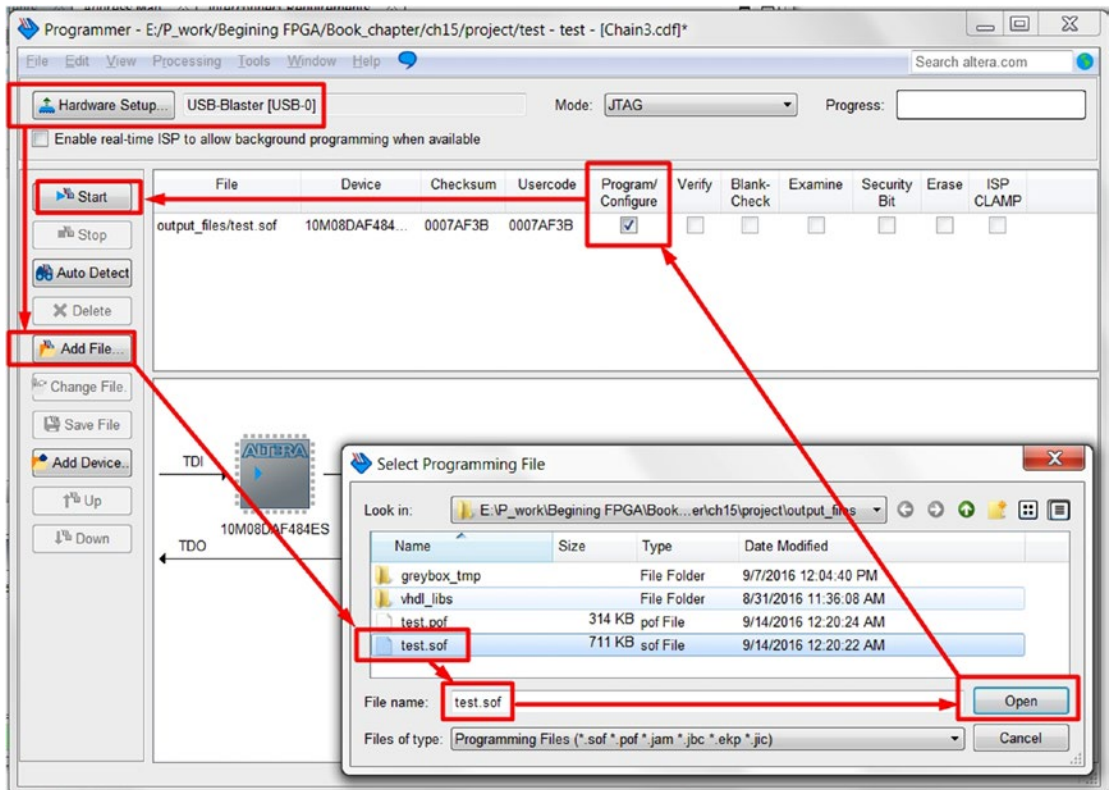 Programmer - E:/P_work/Begining FPGA/Book_chapter/ch15/project/test - test - [Chain3.cdf]*
File Edit View Processing Tools Window Help
Search altera.com
Hardware Setup... USB-Blaster [USB-0] Mode: JTAG Progress:
Enable real-time ISP to allow background programming when available
Start
Stop
Auto Detect
Delete
Add File...
Change File.
Save File
Add Device..
Up
Down
File Device Checksum Usercode Program/ Verify Blank- Examine Security Erase ISP
Configure Check Bit CLAMP
output_files/test.sof 10M08DAF484... 0007AF3B 0007AF3B
TDI
ALTERA
10M08DAF484ES
TDO
Select Programming File
Look in: E:\P_work\Begining FPGA\Book...er\ch15\project\output_files
Name Size Type Date Modified
greybox_tmp File Folder 9/7/2016 12:04:40 PM
vhdl_libs File Folder 8/31/2016 11:36:08 AM
test.pof 314 KB pof File 9/14/2016 12:20:24 AM
test.sof 711 KB sof File 9/14/2016 12:20:22 AM
File name: test.sof Open
Files of type: Programming Files (*.sof *.pof *.jam *.jbc *.ekp *.jic) Cancel